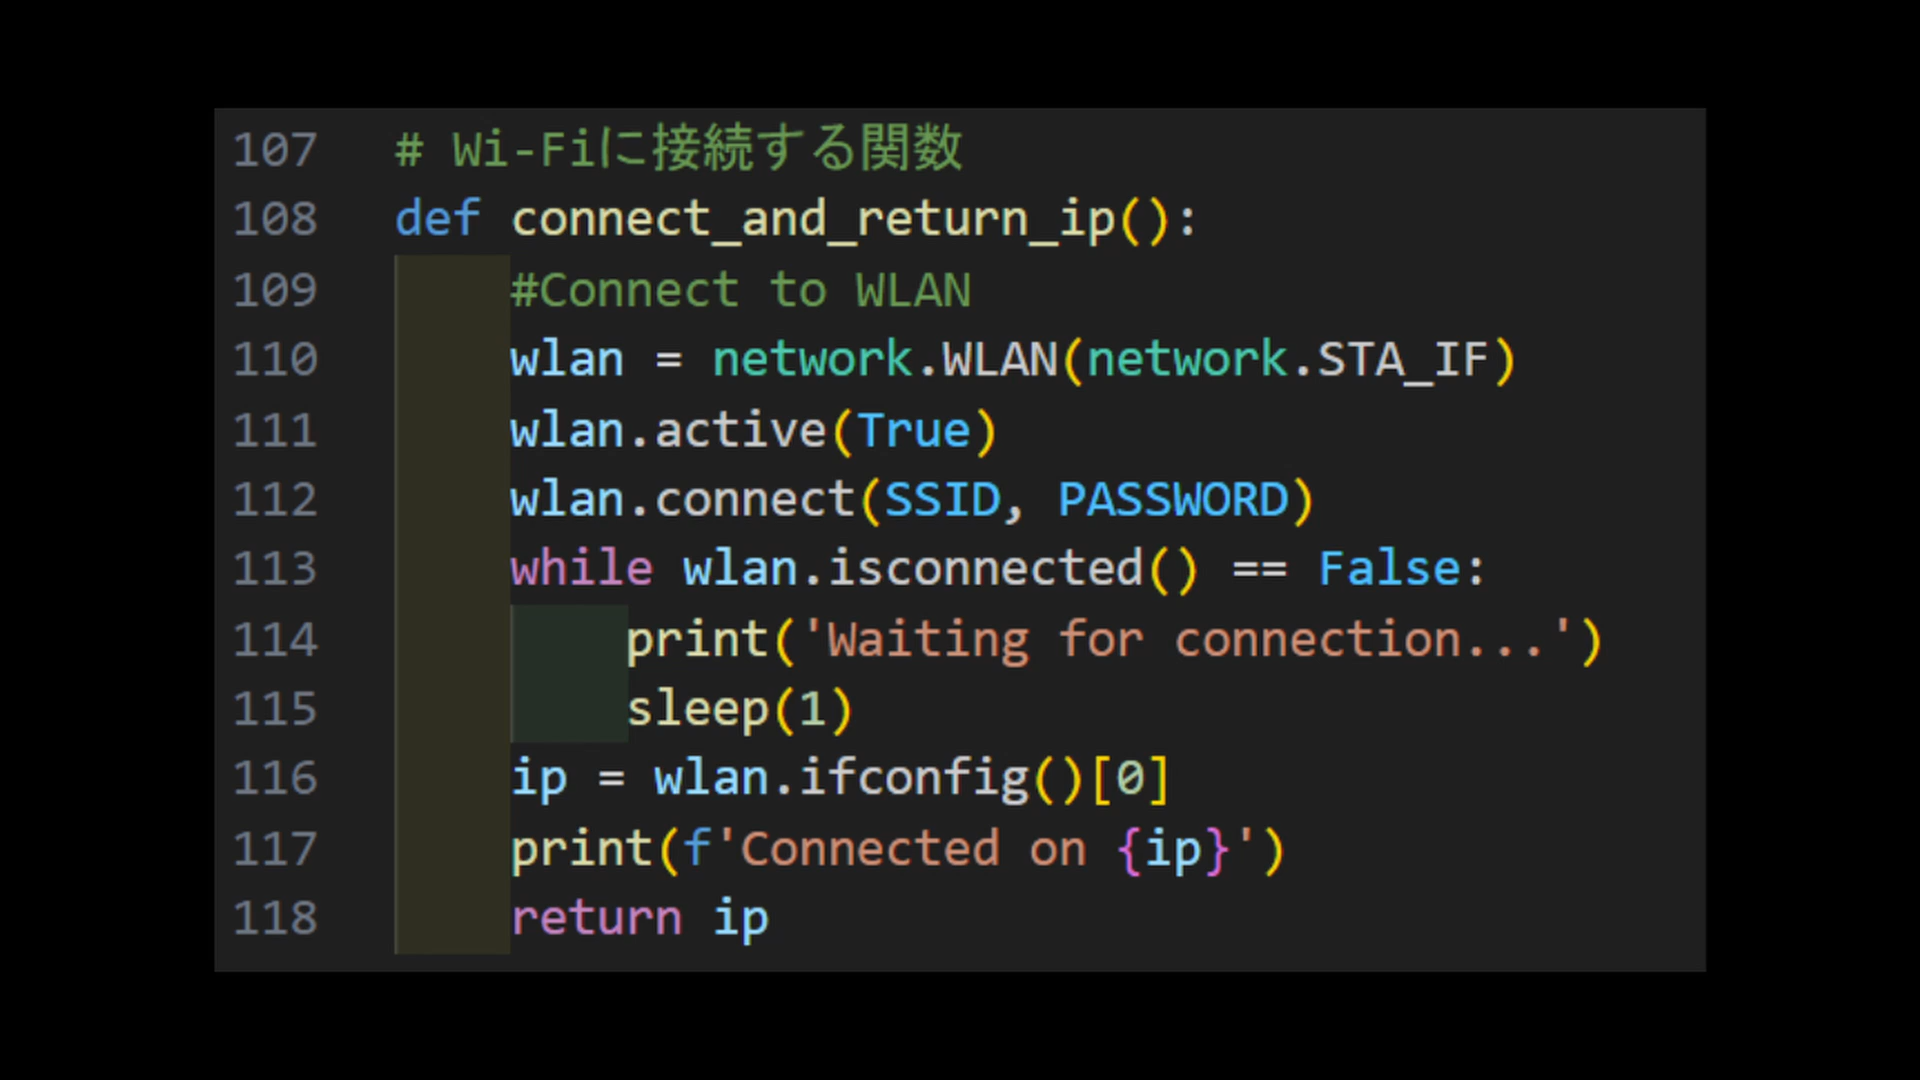 107 # Wi-Fiに接続する関数
108 def connect_and_return_ip():
109     #Connect to WLAN
110     wlan = network.WLAN(network.STA_IF)
111     wlan.active(True)
112     wlan.connect(SSID, PASSWORD)
113     while wlan.isconnected() == False:
114         print('Waiting for connection...')
115         sleep(1)
116     ip = wlan.ifconfig()[0]
117     print(f'Connected on {ip}')
118     return ip